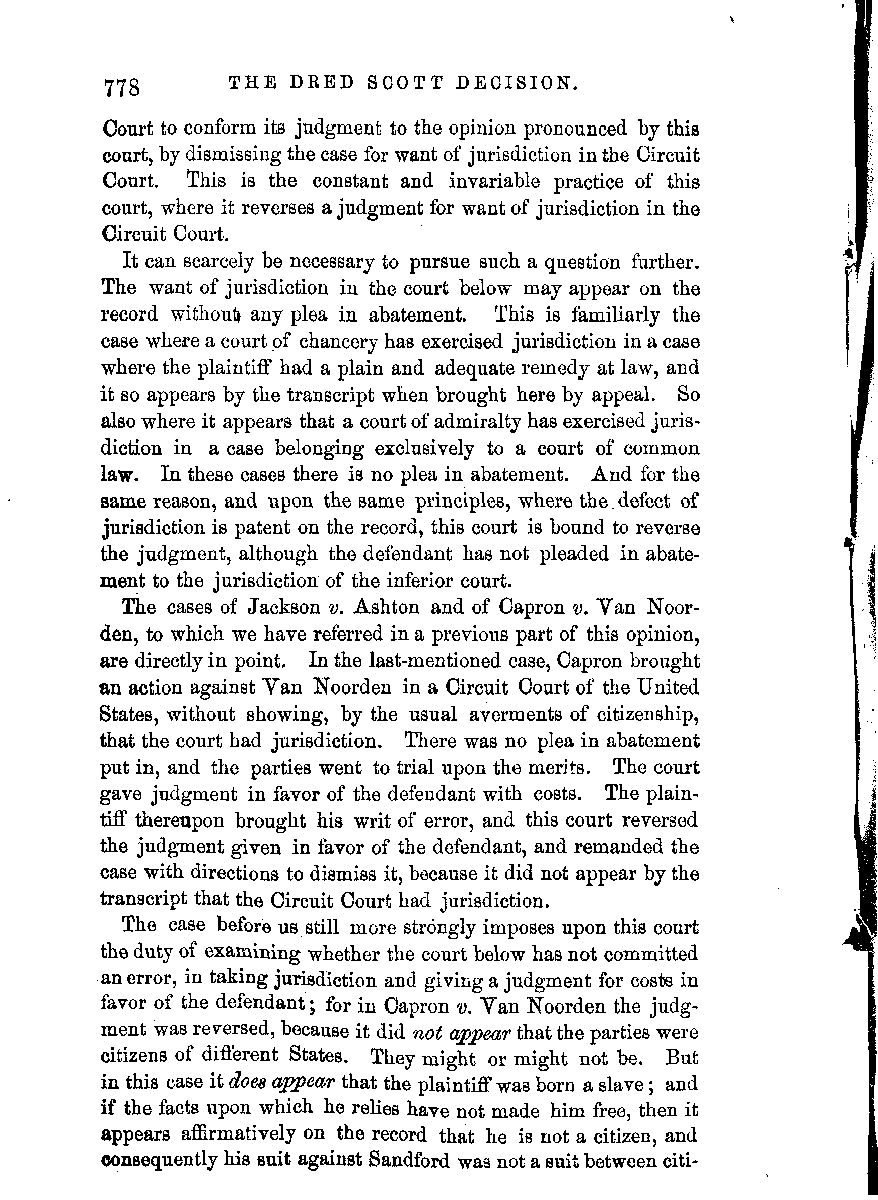 778 THE DRED SCOTT DECISION.
Court to conform its judgment to the opinion pronounced by this
court, by dismissing the case for want of jurisdiction in the Circuit
Court. This is the constant and invariable practice of this
court, where it reverses a judgment for want of jurisdiction in the
Circuit Court.
It can scarcely be necessary to pursue such a question further.
The want of jurisdiction in the court below may appear on the
record without any plea in abatement. This is familiarly the
case where a court of chancery has exercised jurisdiction in a case
where the plaintiff had a plain and adequate remedy at law, and
it so appears by the transcript when brought here by appeal. So
also where it appears that a court of admiralty has exercised juris-
diction in a case belonging exclusively to a court of common
law. In these cases there is no plea in abatement. And for the
same reason, and upon the same principles, where the defect of
jurisdiction is patent on the record, this court is bound to reverse
the judgment, although the defendant has not pleaded in abate-
ment to the jurisdiction of the inferior court.
The cases of Jackson v. Ashton and of Capron v. Van Noor-
den, to which we have referred in a previous part of this opinion,
are directly in point. In the last-mentioned case, Capron brought
an action against Van Noorden in a Circuit Court of the United
States, without showing, by the usual averments of citizenship,
that the court had jurisdiction. There was no plea in abatement
put in, and the parties went to trial upon the merits. The court
gave judgment in favor of the defendant with costs. The plain-
tiff thereupon brought his writ of error, and this court reversed
the judgment given in favor of the defendant, and remanded the
case with directions to dismiss it, because it did not appear by the
transcript that the Circuit Court had jurisdiction.
The case before us still more strongly imposes upon this court
the duty of examining whether the court below has not committed
an error, in taking jurisdiction and giving a judgment for costs in
favor of the defendant; for in Capron v. Van Noorden the judg-
ment was reversed, because it did not appear that the parties were
citizens of different States. They might or might not be. But
in this case it does appear that the plaintiff was born a slave; and
if the facts upon which he relies have not made him free, then it
appears affirmatively on the record that he is not a citizen, and
consequently his suit against Sandford was not a suit between citi-